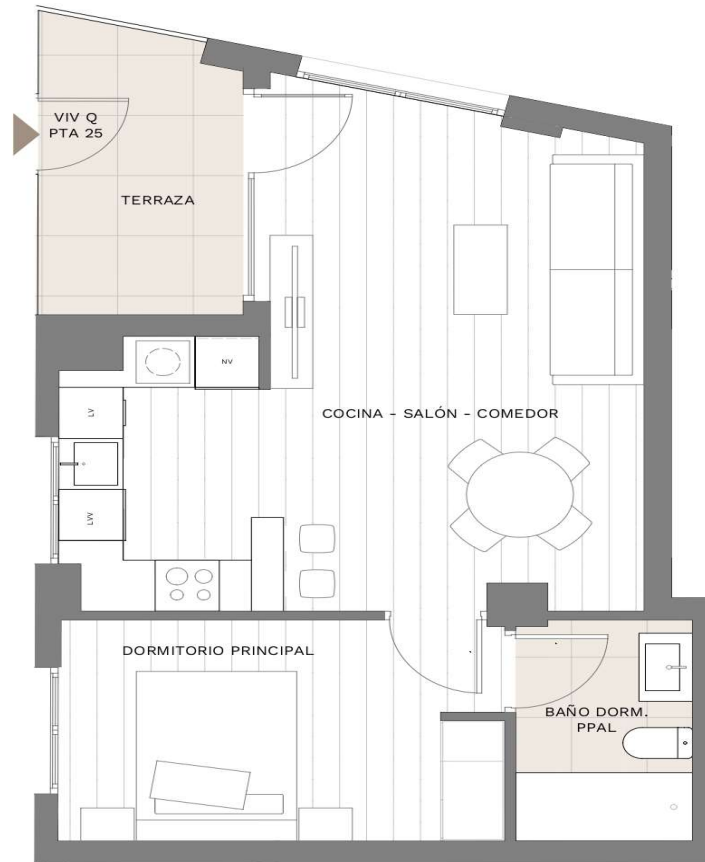 VIV Q
PTA 25
TERRAZA
NV
LV
COCINA - SALÓN - COMEDOR
LVV
DORMITORIO PRINCIPAL
BAÑO DORM.
PPAL